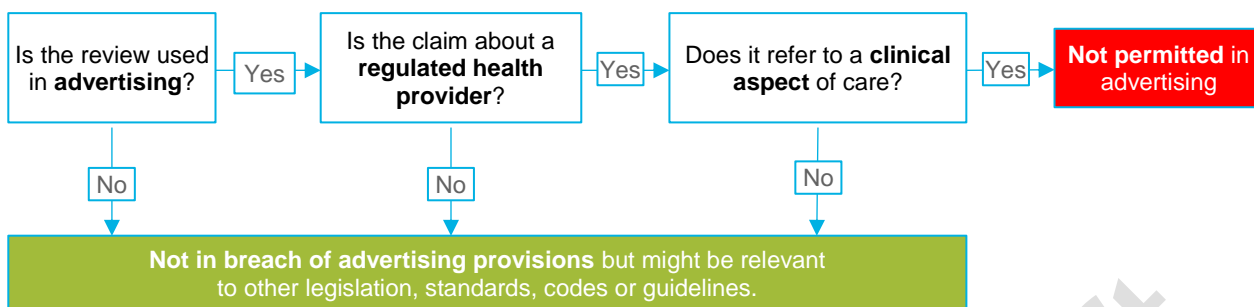 Is the review used
in advertising?
Yes
Is the claim about a
regulated health
provider?
Yes
Does it refer to a clinical
aspect of care?
Yes
Not permitted in
advertising
No
No
No
Not in breach of advertising provisions but might be relevant
to other legislation, standards, codes or guidelines.